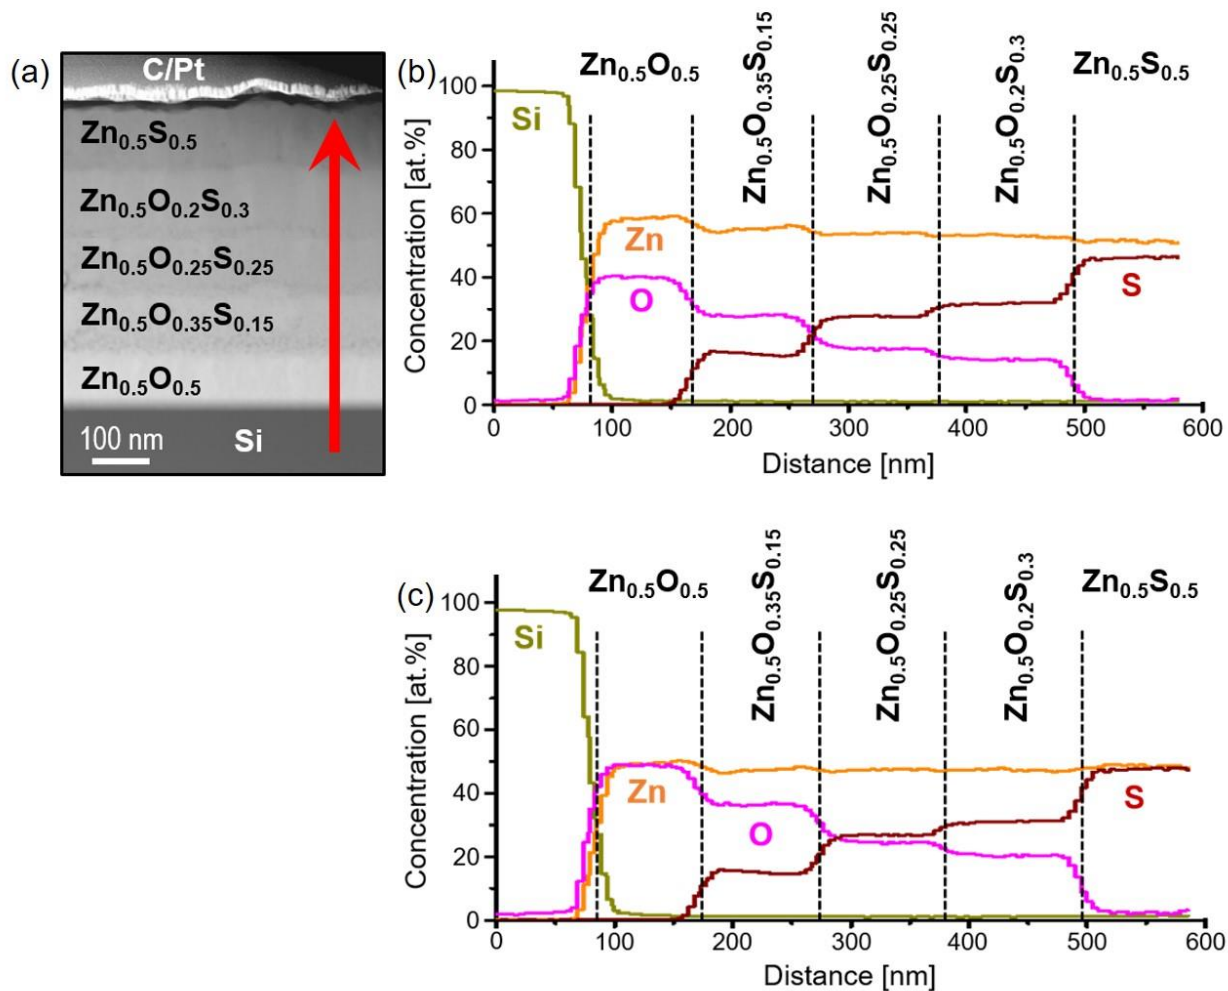 (a)
C/Pt
Zn0.5S0.5
Zn0.5O0.2S0.3
Zn0.5O0.25S0.25
Zn0.5O0.35S0.15
Zn0.5O0.5
100 nm
Si
(b)
Zn0.5O0.5
Zn0.5O0.35S0.15
Zn0.5O0.25S0.25
Zn0.5O0.2S0.3
Zn0.5S0.5
Concentration [at.%]
100
80
60
40
20
0
Si
Zn
O
S
0 100 200 300 400 500 600
Distance [nm]
(c)
Zn0.5O0.5
Zn0.5O0.35S0.15
Zn0.5O0.25S0.25
Zn0.5O0.2S0.3
Zn0.5S0.5
Concentration [at.%]
100
80
60
40
20
0
Si
Zn
O
S
0 100 200 300 400 500 600
Distance [nm]